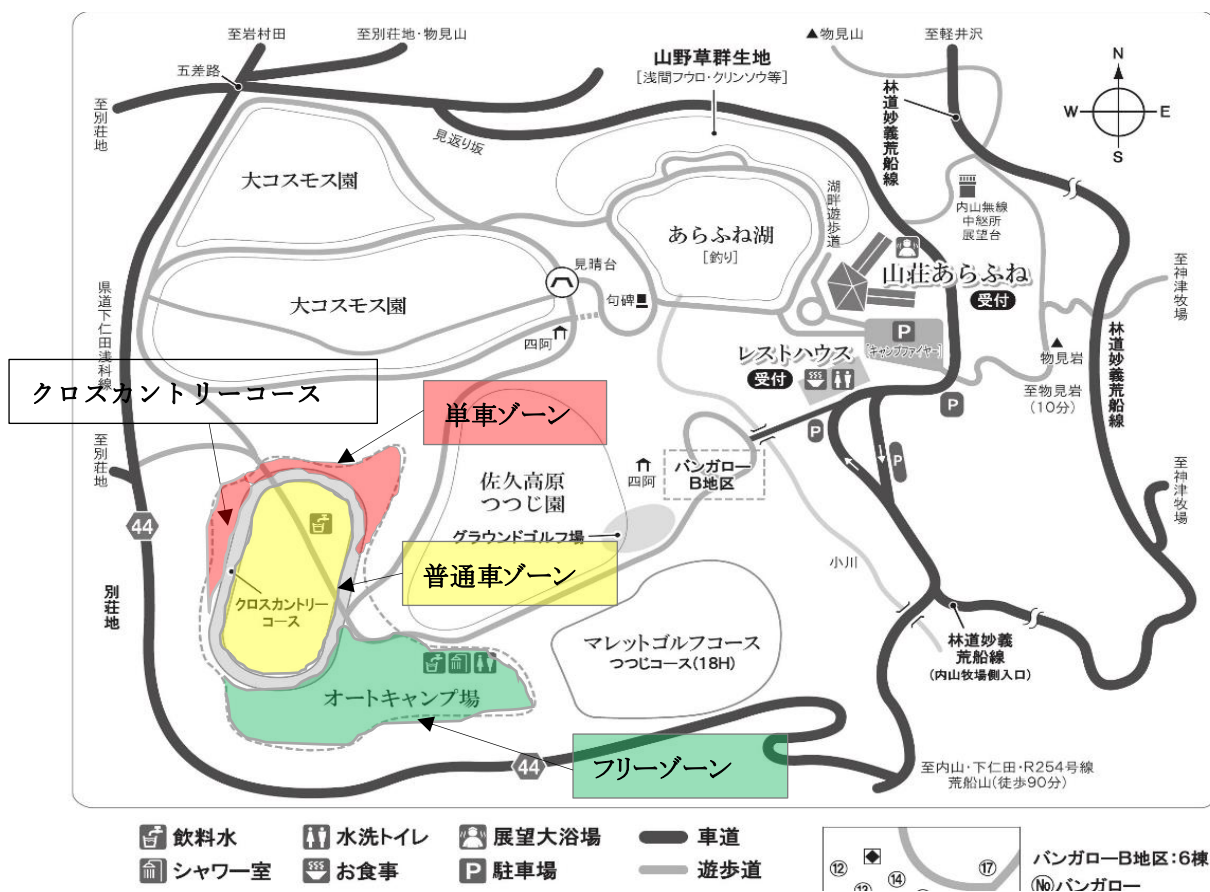 至岩村田
至別荘地・物見山
▲物見山
至軽井沢
五差路
山野草群生地
[浅間フウロ・クリンソウ等]
林道妙義荒船線
N
W
E
S
至別荘地
見返り坂
大コスモス園
湖畔遊歩道
内山無線
中継所
展望台
あらふね湖
[釣り]
見晴台
山荘あらふね
受付
至神津牧場
県道下仁田浅科線
大コスモス園
句碑
四阿
P
[キャンプファイヤー]
レストハウス
受付
▲
物見岩
林道妙義荒船線
至物見岩
(10分)
クロスカントリーコース
単車ゾーン
P
P
P
至別荘地
佐久高原
つつじ園
四阿
バンガロー
B地区
至神津牧場
44
グラウンドゴルフ場
普通車ゾーン
小川
別荘地
クロスカントリー
コース
マレットゴルフコース
つつじコース(18H)
林道妙義
荒船線
(内山牧場側入口)
オートキャンプ場
フリーゾーン
44
至内山・下仁田・R254号線
荒船山(徒歩90分)
飲料水
水洗トイレ
展望大浴場
車道
シャワー室
お食事
P 駐車場
遊歩道
⑫
⑬
⑭
⑰
バンガローB地区:6棟
Ⓝバンガロー